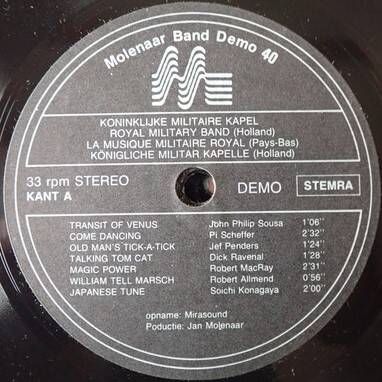 Molenaar Band Demo 40
KONINKLIJKE MILITAIRE KAPEL
ROYAL MILITARY BAND (Holland)
LA MUSIQUE MILITAIRE ROYAL (Pays-Bas)
KÖNIGLICHE MILITAR KAPELLE (Holland)
33 rpm STEREO DEMO STEMRA
KANT A
TRANSIT OF VENUS John Philip Sousa 1'06''
COME DANCING Pi Scheffer 2'32''
OLD MAN'S TICK-A-TICK Jef Penders 1'24''
TALKING TOM CAT Dick Ravenal 1'28''
MAGIC POWER Robert MacRay 2'31''
WILLIAM TELL MARSCH Robert Allmend 0'56''
JAPANESE TUNE Soichi Konagaya 2'00''
opname: Mirasound
Poductie: Jan Molenaar